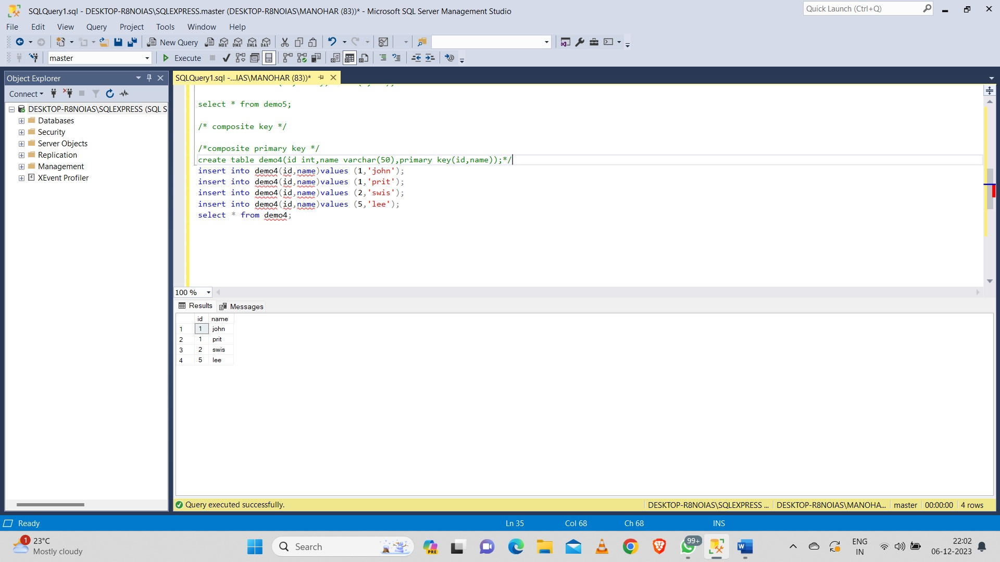 SQLQuery1.sql - DESKTOP-R8NOIAS\SQLEXPRESS.master (DESKTOP-R8NOIAS\MANOHAR (83))* - Microsoft SQL Server Management Studio
Quick Launch (Ctrl+Q)
File Edit View Query Project Tools Window Help
New Query
MDX DMX XMLA DAX
master
Execute
Object Explorer
SQLQuery1.sql -...IAS\MANOHAR (83))*
Connect
DESKTOP-R8NOIAS\SQLEXPRESS (SQL S
Databases
Security
Server Objects
Replication
Management
XEvent Profiler
select * from demo5;
/* composite key */
/*composite primary key */
create table demo4(id int,name varchar(50),primary key(id,name));*/
insert into demo4(id,name)values (1,'john');
insert into demo4(id,name)values (1,'prit');
insert into demo4(id,name)values (2,'swis');
insert into demo4(id,name)values (5,'lee');
select * from demo4;
100 %
Results Messages
id name
1 1 john
2 1 prit
3 2 swis
4 5 lee
Query executed successfully.
DESKTOP-R8NOIAS\SQLEXPRESS ... DESKTOP-R8NOIAS\MANOHA... master 00:00:00 4 rows
Ready
Ln 35 Col 68 Ch 68 INS
1
23°C
Mostly cloudy
Search
PRE
99+
ENG
IN
22:02
06-12-2023